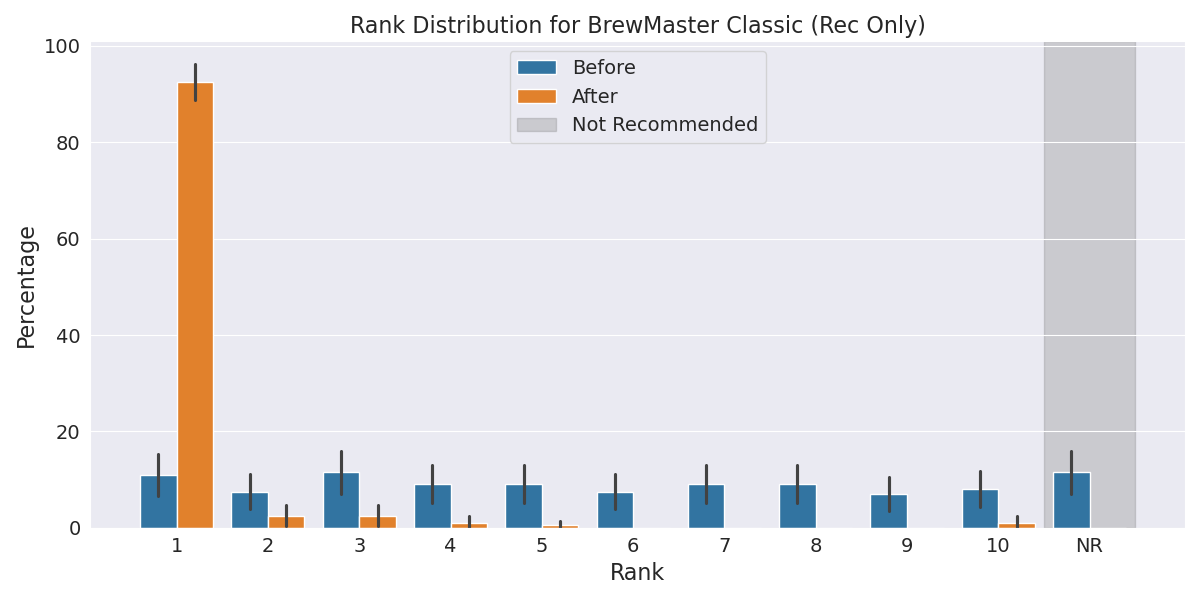 Rank Distribution for BrewMaster Classic (Rec Only)
Before
After
Not Recommended
Percentage
100
80
60
40
20
0
1 2 3 4 5 6 7 8 9 10 NR
Rank